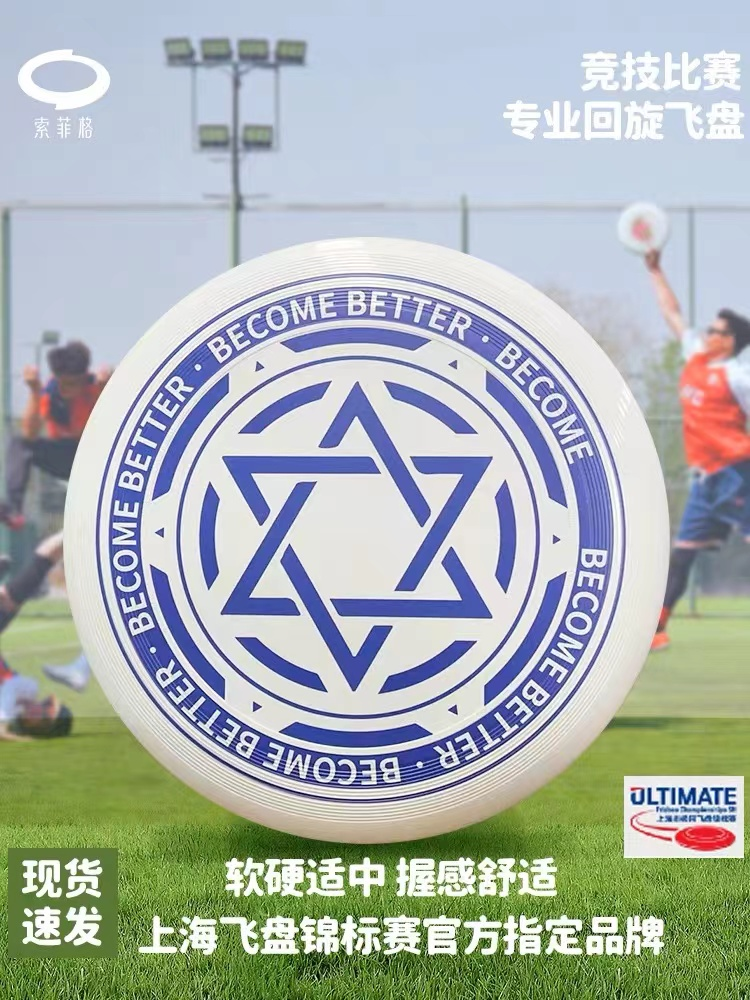 索菲格
竞技比赛
专业回旋飞盘
BECOME BETTER · BECOME BETTER · BECOME
BECOME BETTER · BECOME BETTER ·
ULTIMATE
现货
速发
软硬适中 握感舒适
上海飞盘锦标赛官方指定品牌